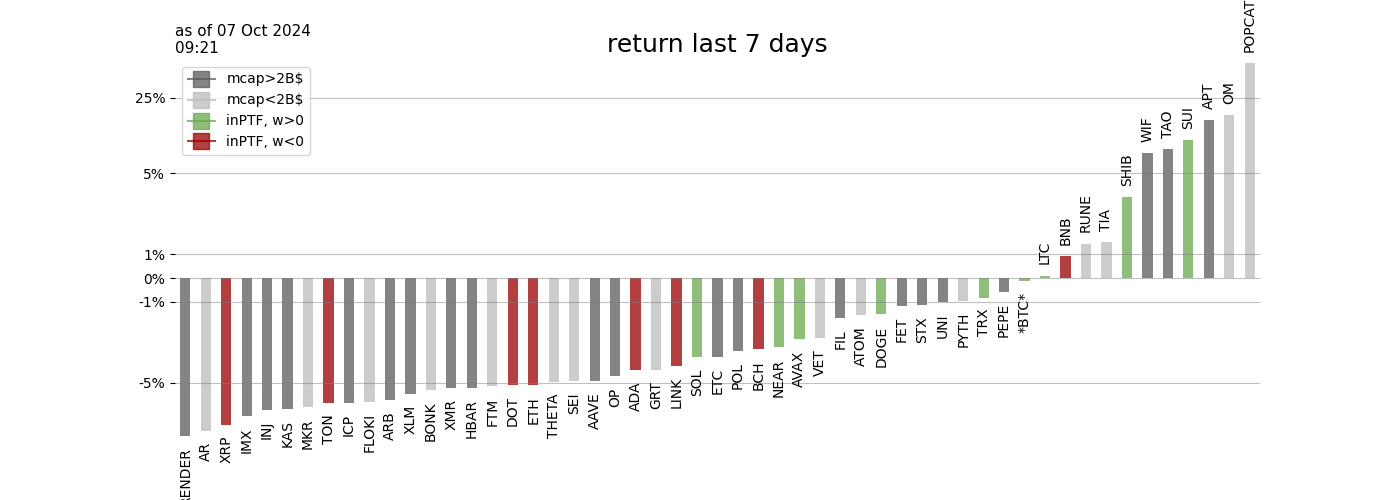 as of 07 Oct 2024
09:21
return last 7 days
mcap>2B$
mcap<2B$
inPTF, w>0
inPTF, w<0
25%
5%
1%
0%
-1%
-5%
RENDER
AR
XRP
IMX
INJ
KAS
MKR
TON
ICP
FLOKI
ARB
XLM
BONK
XMR
HBAR
FTM
DOT
ETH
THETA
SEI
AAVE
OP
ADA
GRT
LINK
SOL
ETC
POL
BCH
NEAR
AVAX
VET
FIL
ATOM
DOGE
FET
STX
UNI
PYTH
TRX
PEPE
*BTC*
LTC
BNB
RUNE
TIA
SHIB
WIF
TAO
SUI
APT
OM
POPCAT